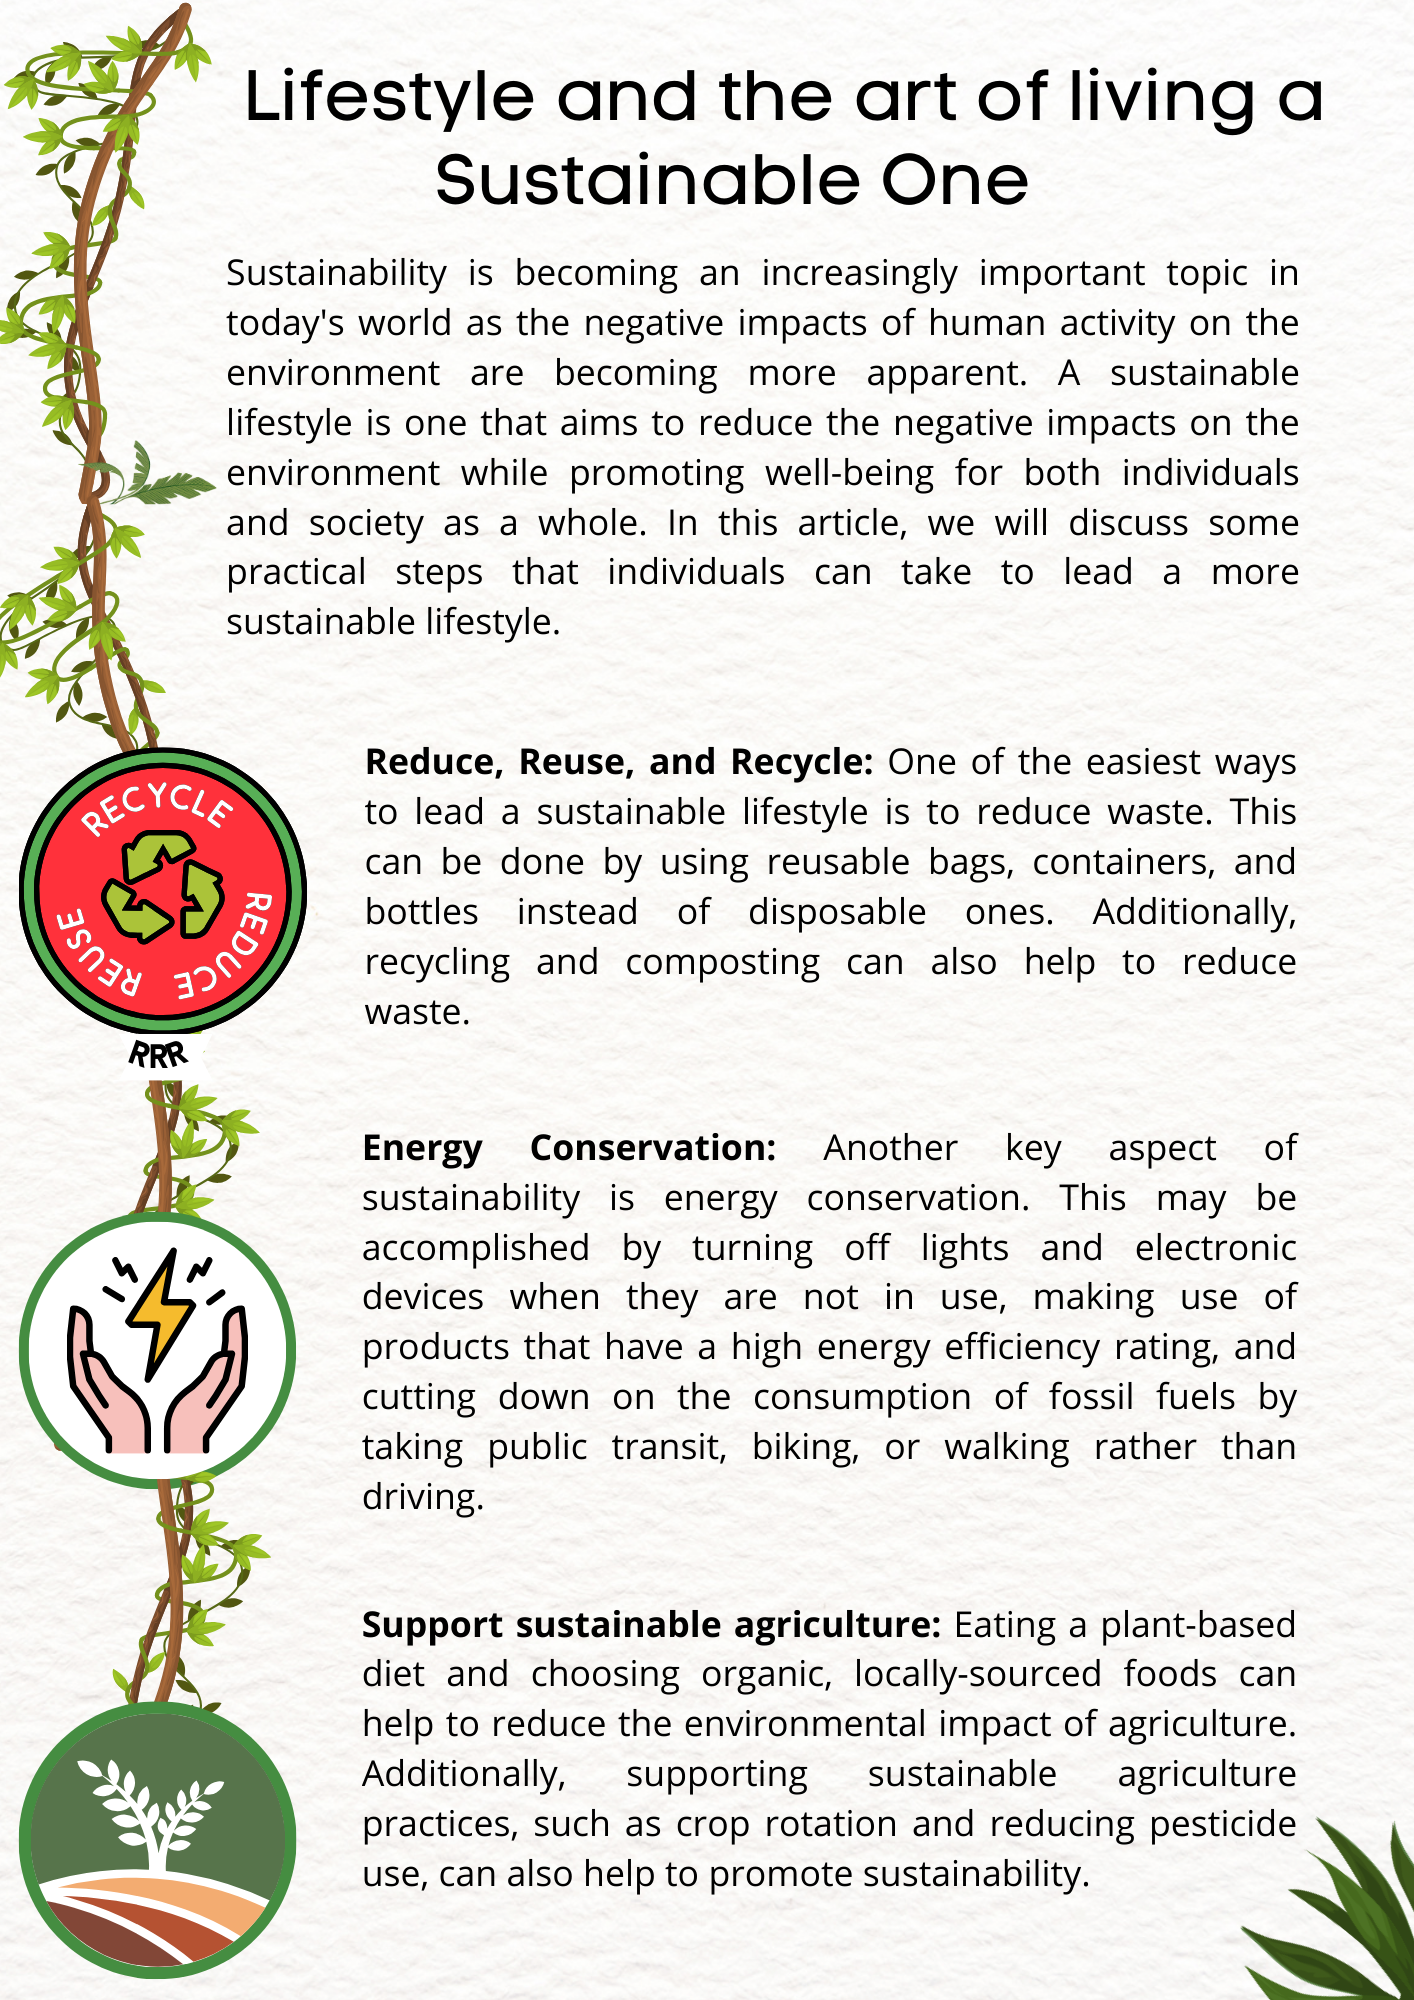 Lifestyle and the art of living a
Sustainable One
Sustainability is becoming an increasingly important topic in
today's world as the negative impacts of human activity on the
environment are becoming more apparent. A sustainable
lifestyle is one that aims to reduce the negative impacts on the
environment while promoting well-being for both individuals
and society as a whole. In this article, we will discuss some
practical steps that individuals can take to lead a more
sustainable lifestyle.
RECYCLE
REDUCE
REUSE
RRR
Reduce, Reuse, and Recycle: One of the easiest ways
to lead a sustainable lifestyle is to reduce waste. This
can be done by using reusable bags, containers, and
bottles instead of disposable ones. Additionally,
recycling and composting can also help to reduce
waste.
Energy Conservation: Another key aspect of
sustainability is energy conservation. This may be
accomplished by turning off lights and electronic
devices when they are not in use, making use of
products that have a high energy efficiency rating, and
cutting down on the consumption of fossil fuels by
taking public transit, biking, or walking rather than
driving.
Support sustainable agriculture: Eating a plant-based
diet and choosing organic, locally-sourced foods can
help to reduce the environmental impact of agriculture.
Additionally, supporting sustainable agriculture
practices, such as crop rotation and reducing pesticide
use, can also help to promote sustainability.